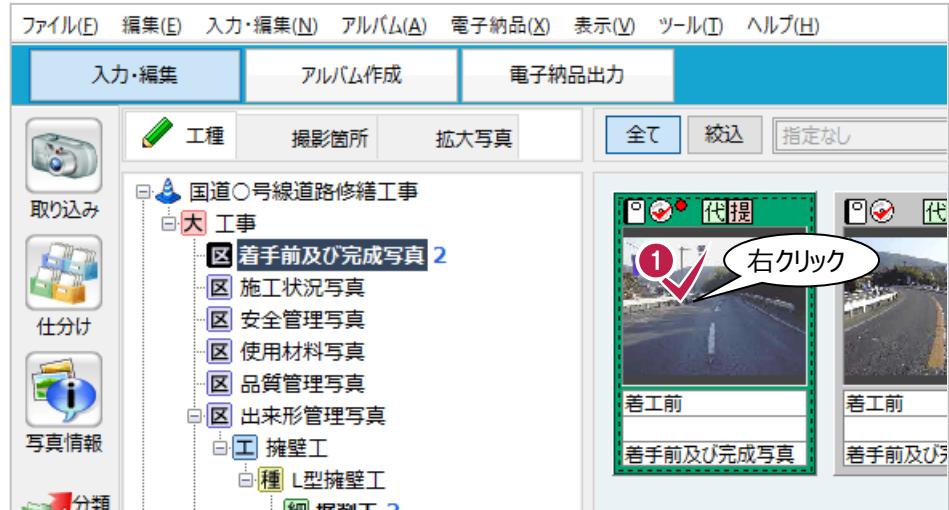 ファイル(F) 編集(E) 入力・編集(N) アルバム(A) 電子納品(X) 表示(V) ツール(T) ヘルプ(H)
入力・編集 アルバム作成 電子納品出力
工種 撮影箇所 拡大写真 全て 絞込 指定なし
取り込み
仕分け
写真情報
分類
国道○号線道路修繕工事
大 工事
区 着手前及び完成写真 2
区 施工状況写真
区 安全管理写真
区 使用材料写真
区 品質管理写真
区 出来形管理写真
工 擁壁工
種 L型擁壁工
細 掘削工 2
代 提
1 右クリック
着工前
着手前及び完成写真
代
着工前
着手前及び